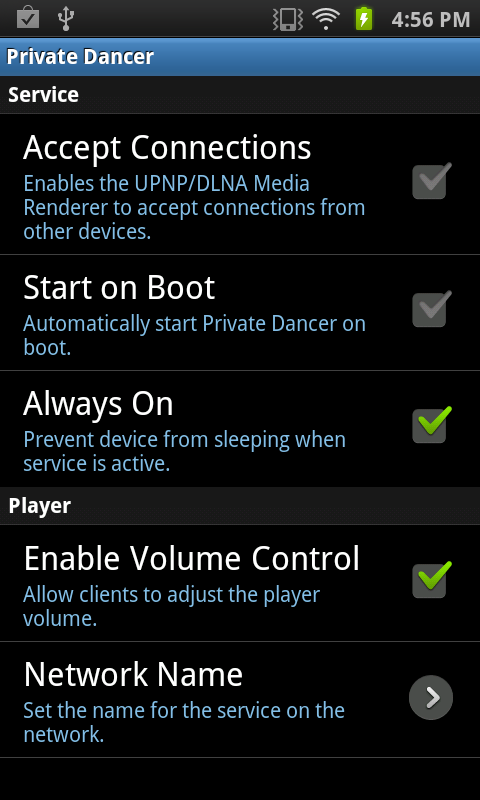 4:56 PM
Private Dancer
Service
Accept Connections
Enables the UPNP/DLNA Media
Renderer to accept connections from
other devices.
Start on Boot
Automatically start Private Dancer on
boot.
Always On
Prevent device from sleeping when
service is active.
Player
Enable Volume Control
Allow clients to adjust the player
volume.
Network Name
Set the name for the service on the
network.